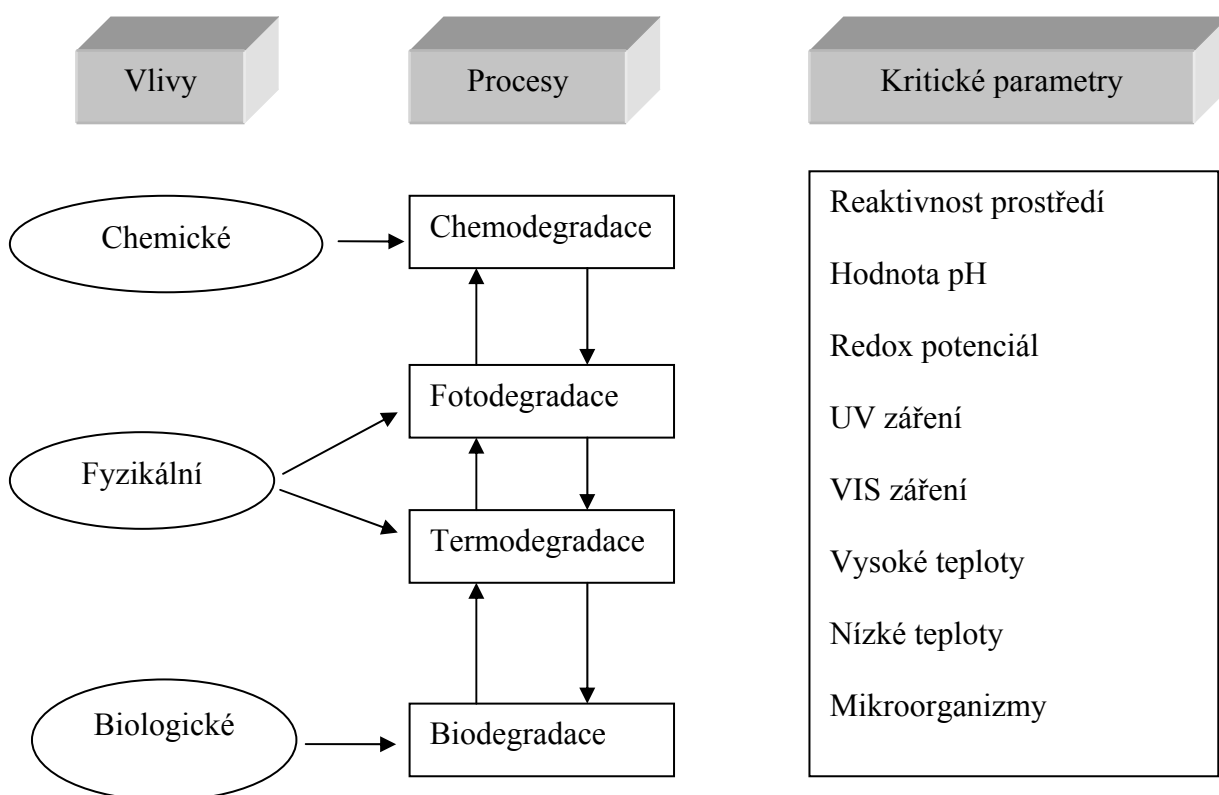 Vlivy
Procesy
Kritické parametry
Chemické
Fyzikální
Biologické
Chemodegradace
Fotodegradace
Termodegradace
Biodegradace
Reaktivnost prostředí
Hodnota pH
Redox potenciál
UV záření
VIS záření
Vysoké teploty
Nízké teploty
Mikroorganizmy